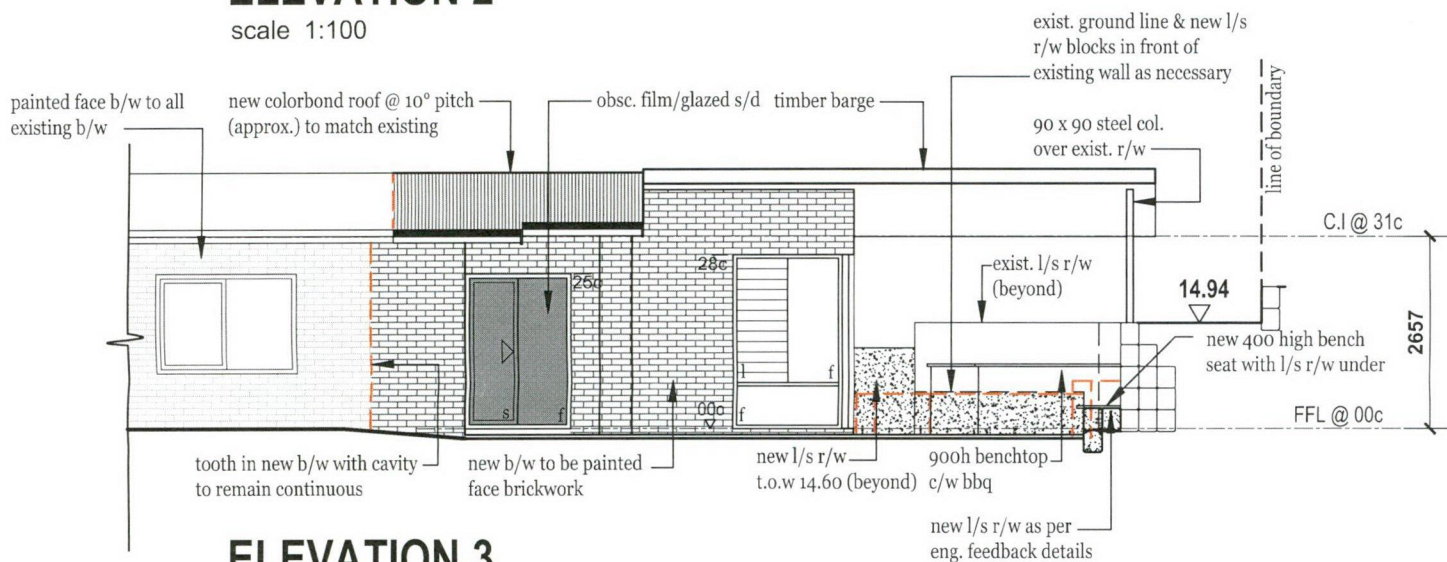 ELEVATION 2
scale 1:100
exist. ground line & new l/s
r/w blocks in front of
existing wall as necessary
painted face b/w to all
existing b/w
new colorbond roof @ 10° pitch
(approx.) to match existing
obsc. film/glazed s/d
timber barge
90 x 90 steel col.
over exist. r/w
line of boundary
C.I @ 31c
28c
25c
exist. l/s r/w
(beyond)
14.94
new 400 high bench
seat with l/s r/w under
2657
l
f
s
f
f
00c
FFL @ 00c
tooth in new b/w with cavity
to remain continuous
new b/w to be painted
face brickwork
new l/s r/w
t.o.w 14.60 (beyond)
900h benchtop
c/w bbq
new l/s r/w as per
eng. feedback details
ELEVATION 3